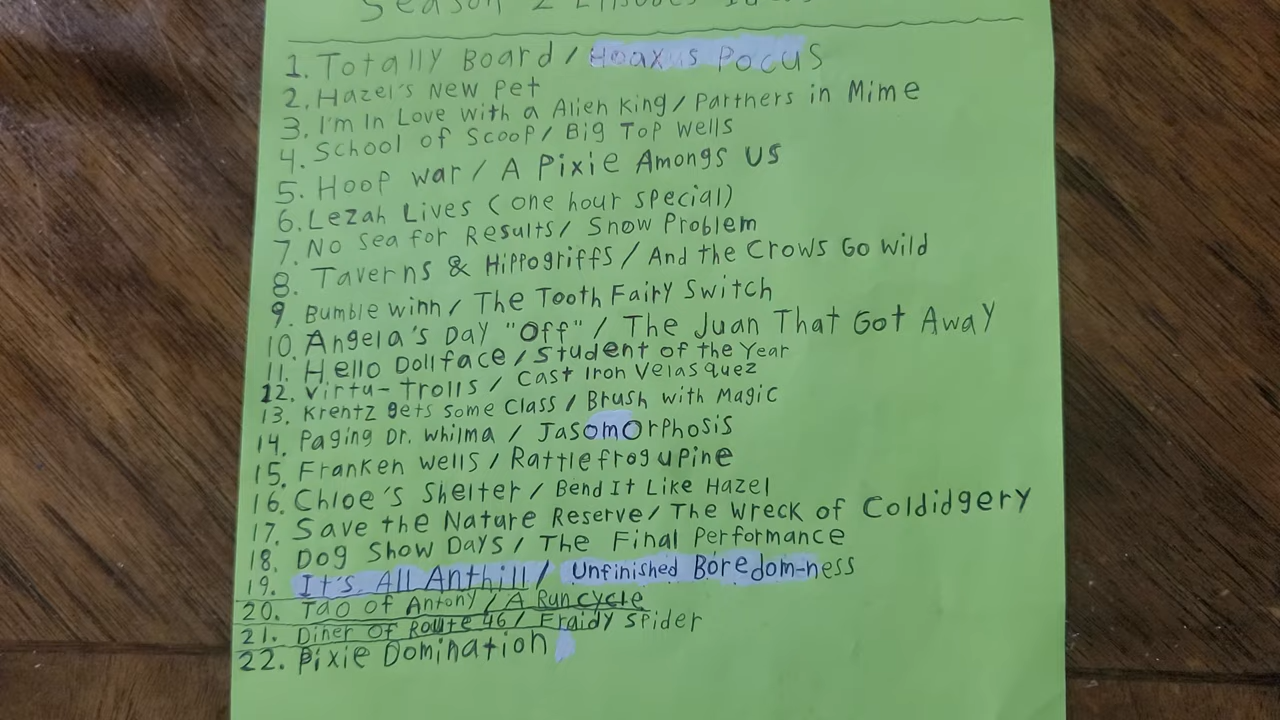 Season 2 Episodes
1. Totally Board / Hoaxus Pocus
2. Hazel's New Pet
3. I'm In Love with a Alien King / Partners in Mime
4. School of Scoop / Big Top Wells
5. Hoop war / A Pixie Amongs us
6. Lezah Lives (one hour special)
7. No sea for Results / Snow Problem
8. Taverns & Hippogriffs / And the Crows Go wild
9. Bumble winn / The Tooth Fairy Switch
10. Angela's Day "Off" / The Juan That Got Away
11. Hello Dollface / Student of the Year
12. Virtu-Trolls / Cast Iron Velasquez
13. Krentz gets some Class / Brush with Magic
14. Paging Dr. Whilma / Jasomorphosis
15. Franken wells / Rattlefrogupine
16. Chloe's Shelter / Bend It Like Hazel
17. Save the Nature Reserve / The Wreck of Coldidgery
18. Dog Show Days / The Final Performance
19. It's All Anthill / Unfinished Boredom-ness
20. Tao of Antony / A Run cycle
21. Diner Of Route 46 / Fraidy Spider
22. Pixie Domination